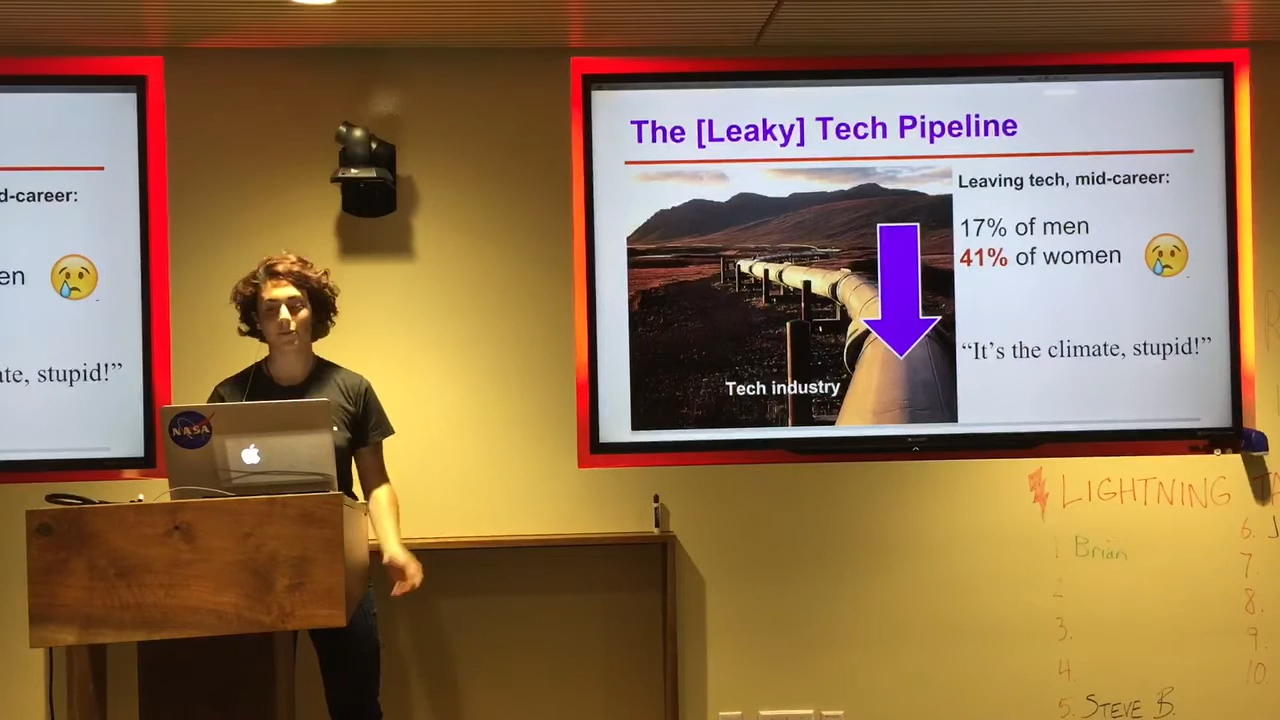 d-career:
en
ate, stupid!”
NASA
The [Leaky] Tech Pipeline
Leaving tech, mid-career:
17% of men
41% of women
“It's the climate, stupid!”
Tech industry
LIGHTNING
1 Brian
2
3.
4.
5. STEVE B.
6. J
7.
8.
9.
10.